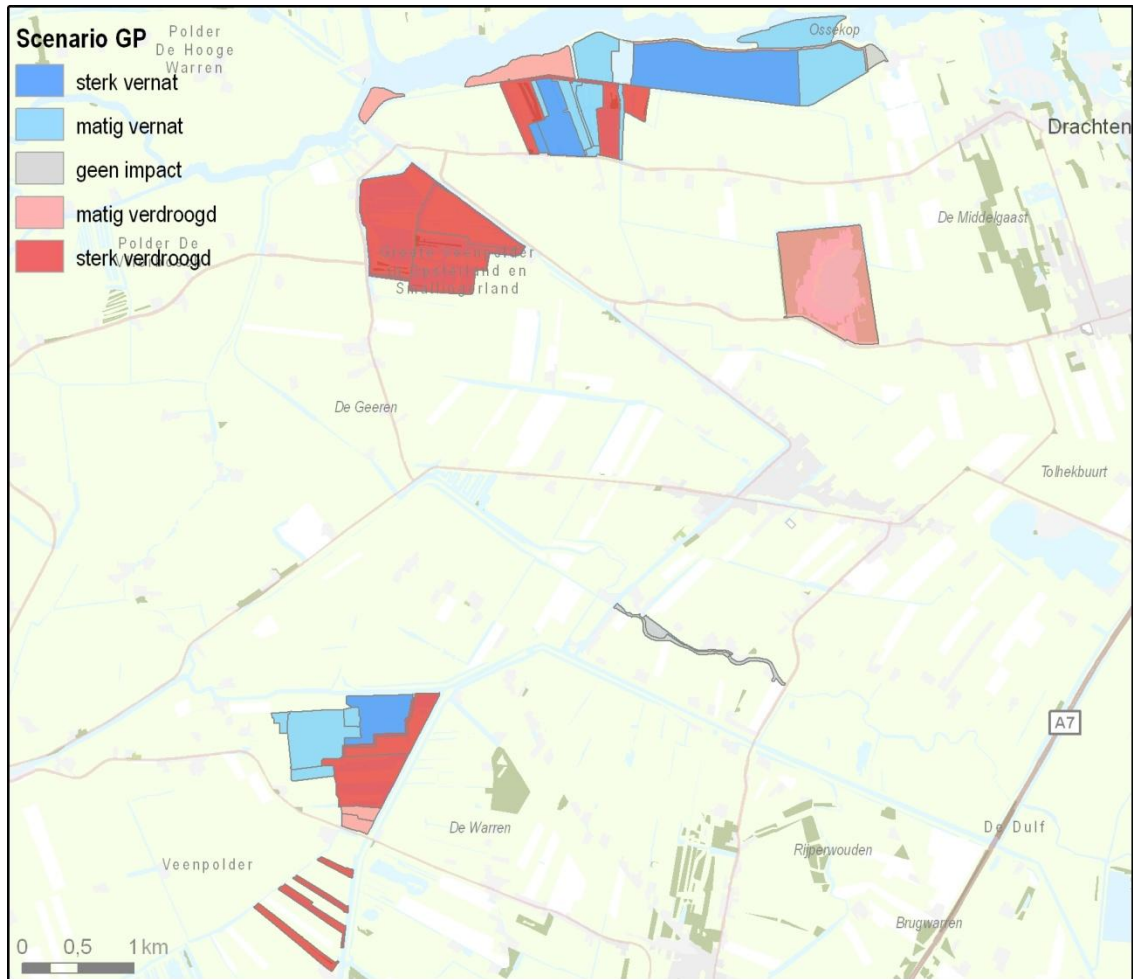 Scenario GP
sterk vernat
matig vernat
geen impact
matig verdroogd
sterk verdroogd
Polder
De Hooge
Warren
Ossekop
Drachten
De Middelgaast
Polder De
en
Smallingerland
De Geeren
Tolhekbuurt
A7
De Warren
De Dulf
Veenpolder
Rijperwouden
Brugwarren
0 0,5 1 km